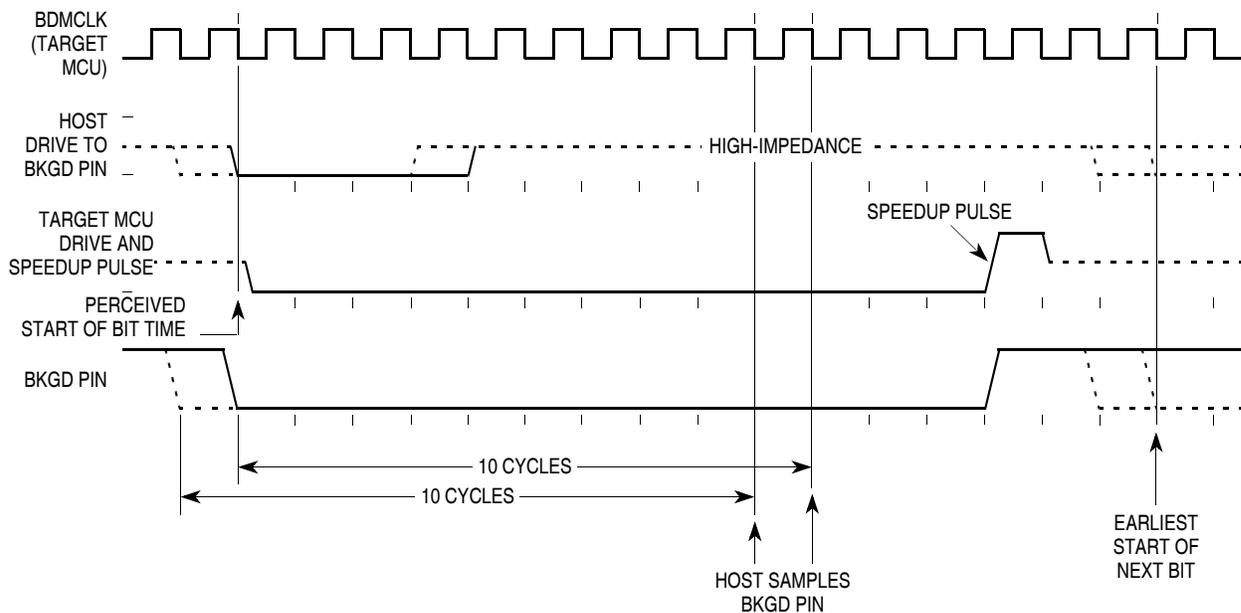 BDMCLK
(TARGET
MCU)
HOST
DRIVE TO
BKGD PIN
HIGH-IMPEDANCE
TARGET MCU
DRIVE AND
SPEEDUP PULSE
SPEEDUP PULSE
PERCEIVED
START OF BIT TIME
BKGD PIN
10 CYCLES
10 CYCLES
HOST SAMPLES
BKGD PIN
EARLIEST
START OF
NEXT BIT